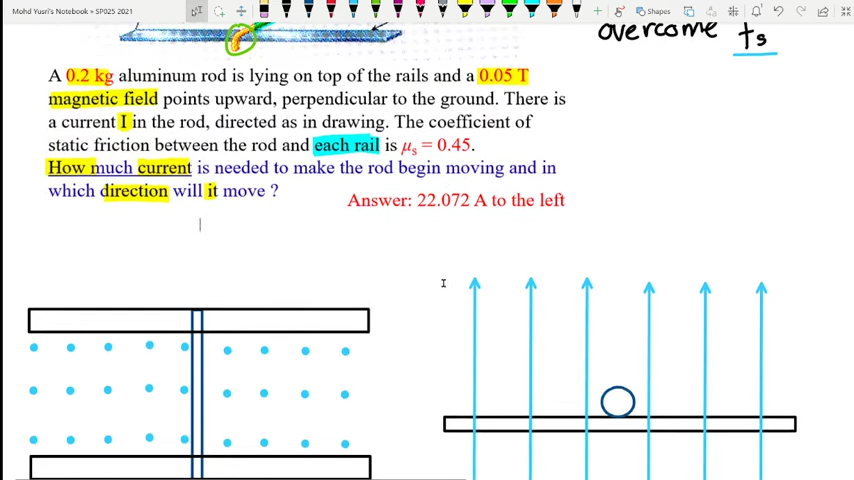 Mohd Yusri's Notebook » SP025 2021
Shapes
overcome fs
A 0.2 kg aluminum rod is lying on top of the rails and a 0.05 T
magnetic field points upward, perpendicular to the ground. There is
a current I in the rod, directed as in drawing. The coefficient of
static friction between the rod and each rail is μs = 0.45.
How much current is needed to make the rod begin moving and in
which direction will it move ?
Answer: 22.072 A to the left